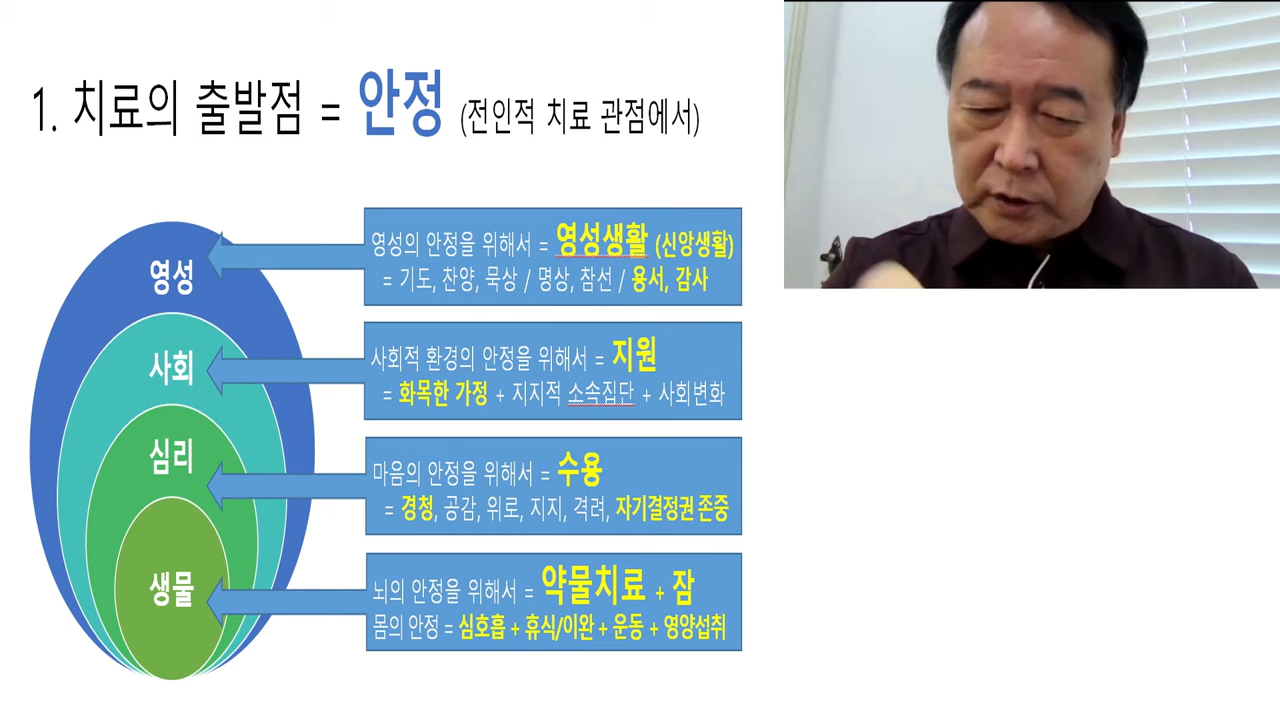 1. 치료의 출발점 = 안정 (전인적 치료 관점에서)
영성
영성의 안정을 위해서 = 영성생활 (신앙생활)
= 기도, 찬양, 묵상 / 명상, 참선 / 용서, 감사
사회
사회적 환경의 안정을 위해서 = 지원
= 화목한 가정 + 지지적 소속집단 + 사회변화
심리
마음의 안정을 위해서 = 수용
= 경청, 공감, 위로, 지지, 격려, 자기결정권 존중
생물
뇌의 안정을 위해서 = 약물치료 + 잠
몸의 안정 = 심호흡 + 휴식/이완 + 운동 + 영양섭취